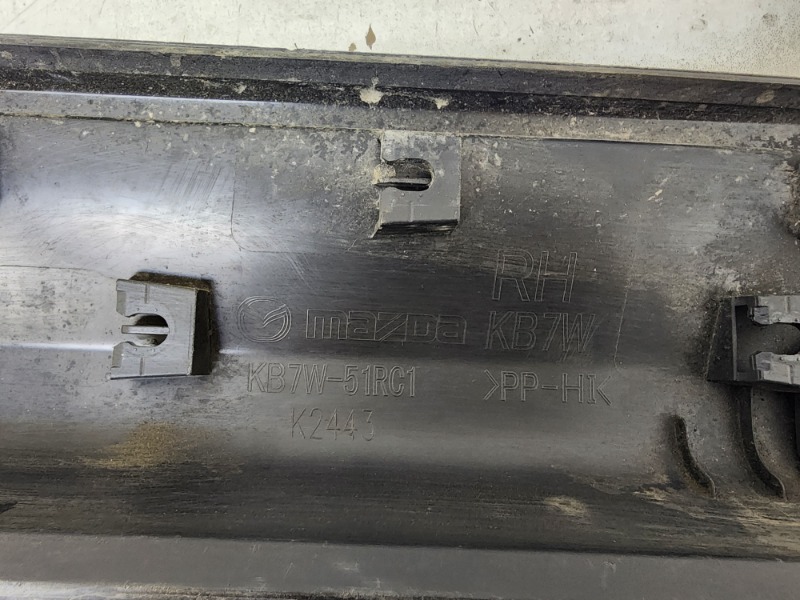 RH
mazda KB7W
KB7W-51RC1 >PP-HI<
K2443